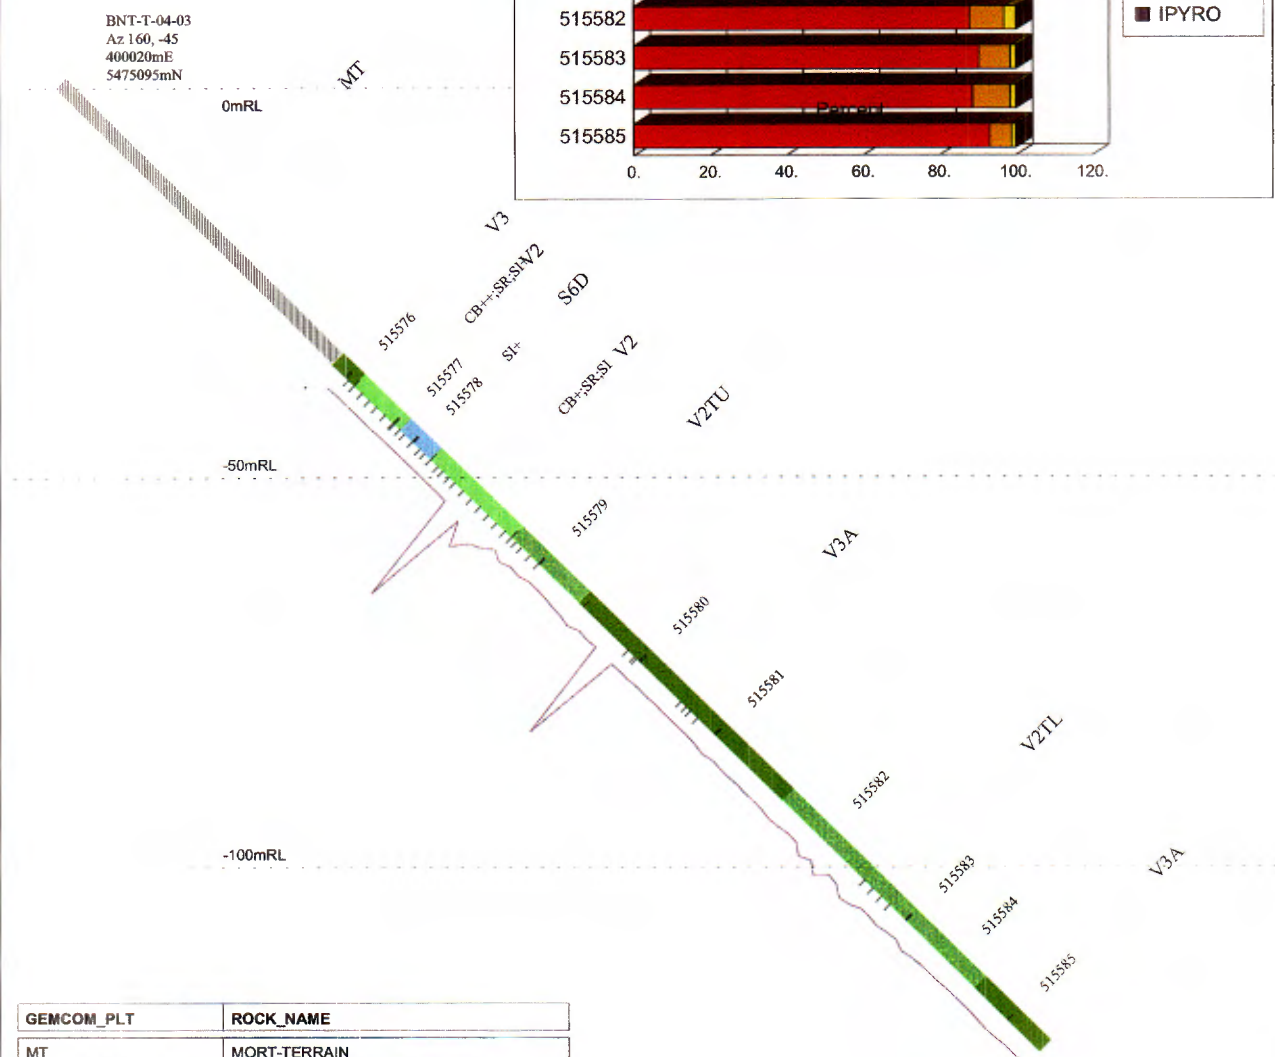 BNT-T-04-03
Az 160, -45
400020mE
5475095mN
MT
0mRL
515582
515583
515584
515585
Percent
0. 20. 40. 60. 80. 100. 120.
IPYRO
V3
CB++;SR;SI+
V2
S6D
515576
SI+
515577
515578
CB+;SR;SI
V2
V2TU
-50mRL
515579
V3A
515580
515581
V2TL
515582
-100mRL
V3A
515583
515584
515585
GEMCOM_PLT ROCK_NAME
MT MORT-TERRAIN